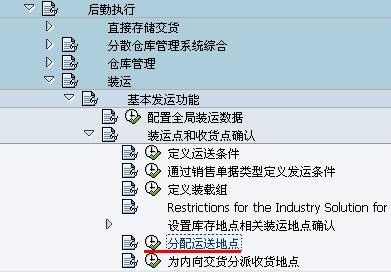 后勤执行
直接存储交货
分散仓库管理系统综合
仓库管理
装运
基本发运功能
配置全局装运数据
装运点和收货点确认
定义运送条件
通过销售单据类型定义发运条件
定义装载组
Restrictions for the Industry Solution for
设置库存地点相关装运地点确认
分配运送地点
为内向交货分派收货地点